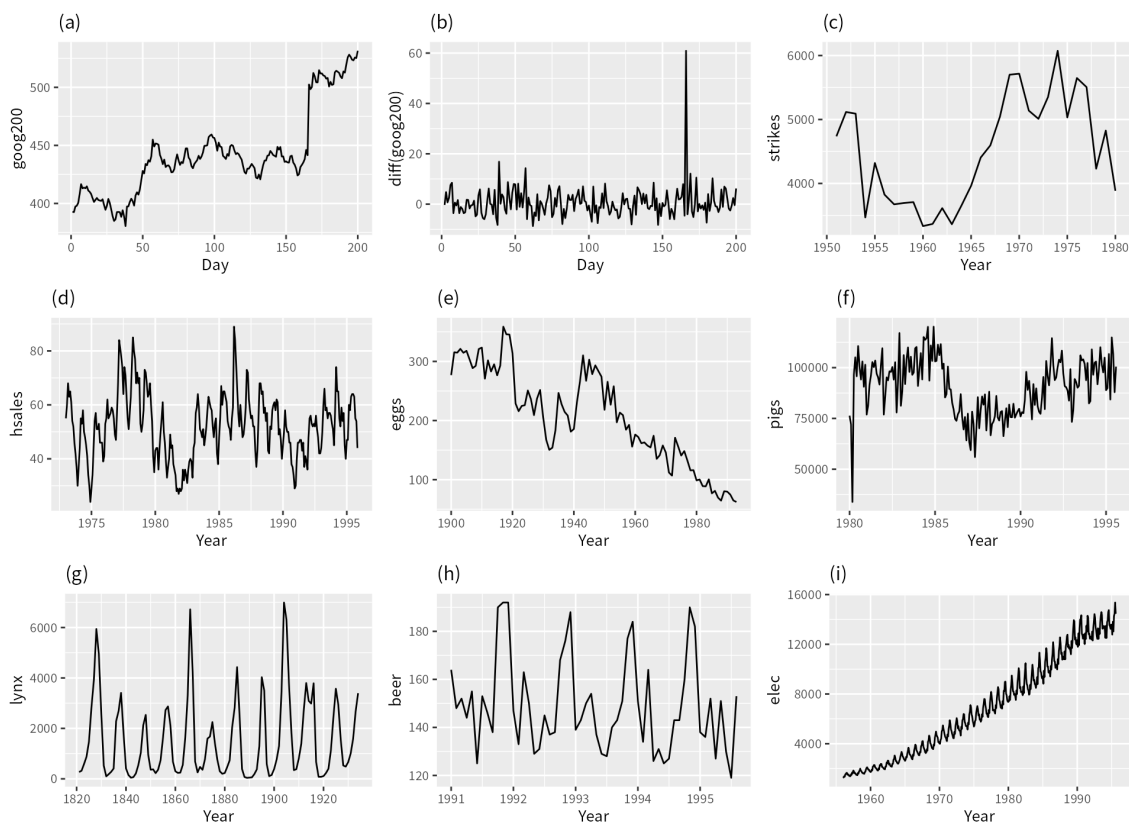 (a)
goog200
500
450
400
0 50 100 150 200
Day
(b)
diff(goog200)
60
40
20
0
0 50 100 150 200
Day
(c)
strikes
6000
5000
4000
1950 1955 1960 1965 1970 1975 1980
Year
(d)
hsales
80
60
40
1975 1980 1985 1990 1995
Year
(e)
eggs
300
200
100
1900 1920 1940 1960 1980
Year
(f)
pigs
100000
75000
50000
1980 1985 1990 1995
Year
(g)
lynx
6000
4000
2000
0
1820 1840 1860 1880 1900 1920
Year
(h)
beer
180
160
140
120
1991 1992 1993 1994 1995
Year
(i)
elec
16000
12000
8000
4000
1960 1970 1980 1990
Year